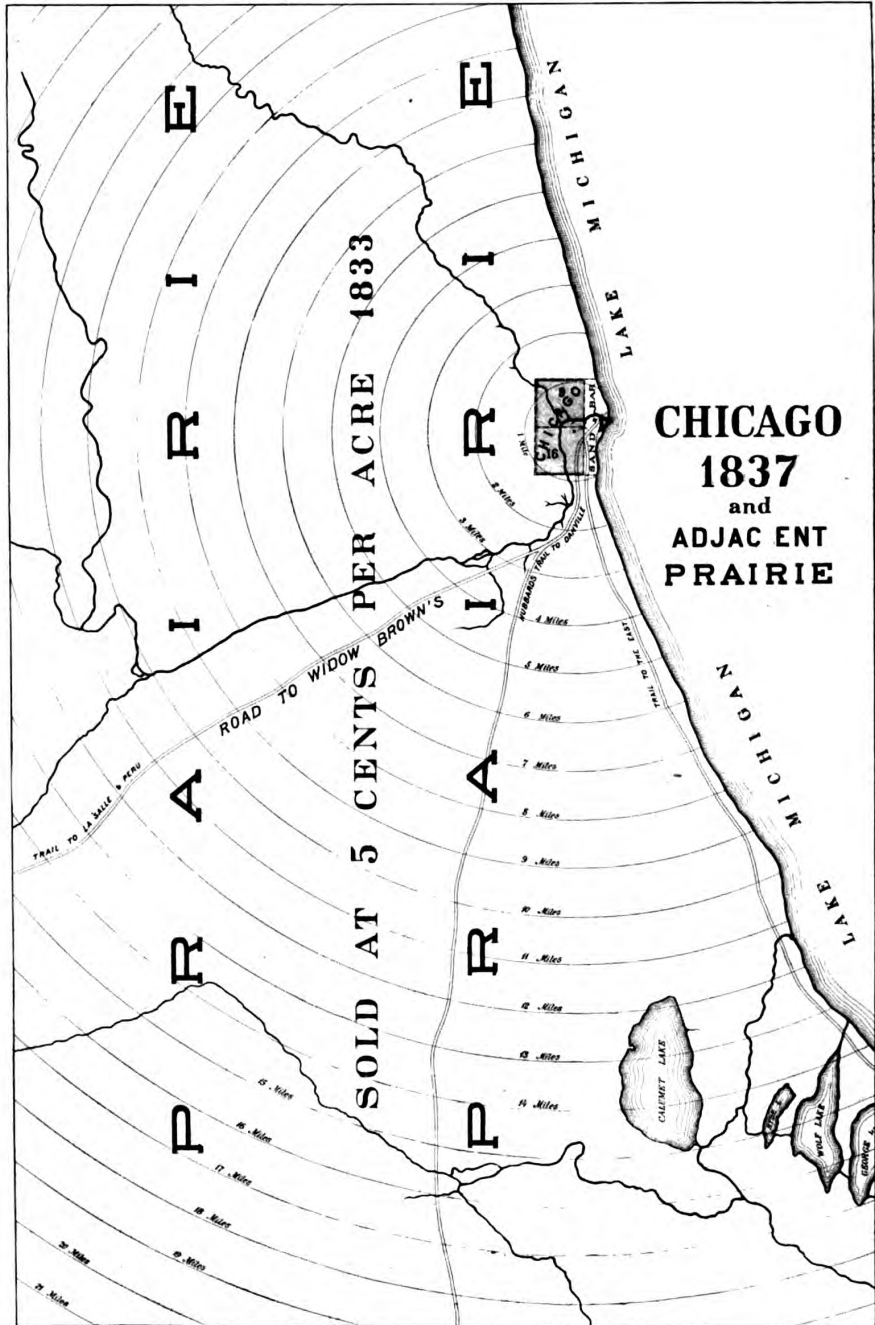 CHICAGO
1837
and
ADJAC ENT
PRAIRIE
LAKE MICHIGAN
LAKE MICHIGAN
PRAIRIE
PRAIRIE
SOLD AT 5 CENTS PER ACRE 1833
CHICAGO
16
SAND BAR
2 Miles
3 Miles
4 Miles
5 Miles
6 Miles
7 Miles
8 Miles
9 Miles
10 Miles
11 Miles
12 Miles
13 Miles
14 Miles
15 Miles
16 Miles
17 Miles
18 Miles
19 Miles
20 Miles
21 Miles
HUBBARDS TRAIL TO DANVILLE
TRAIL TO THE EAST
ROAD TO WIDOW BROWN'S
TRAIL TO LA SALLE & PERU
CALUMET LAKE
WOLF LAKE
GEORGE L.